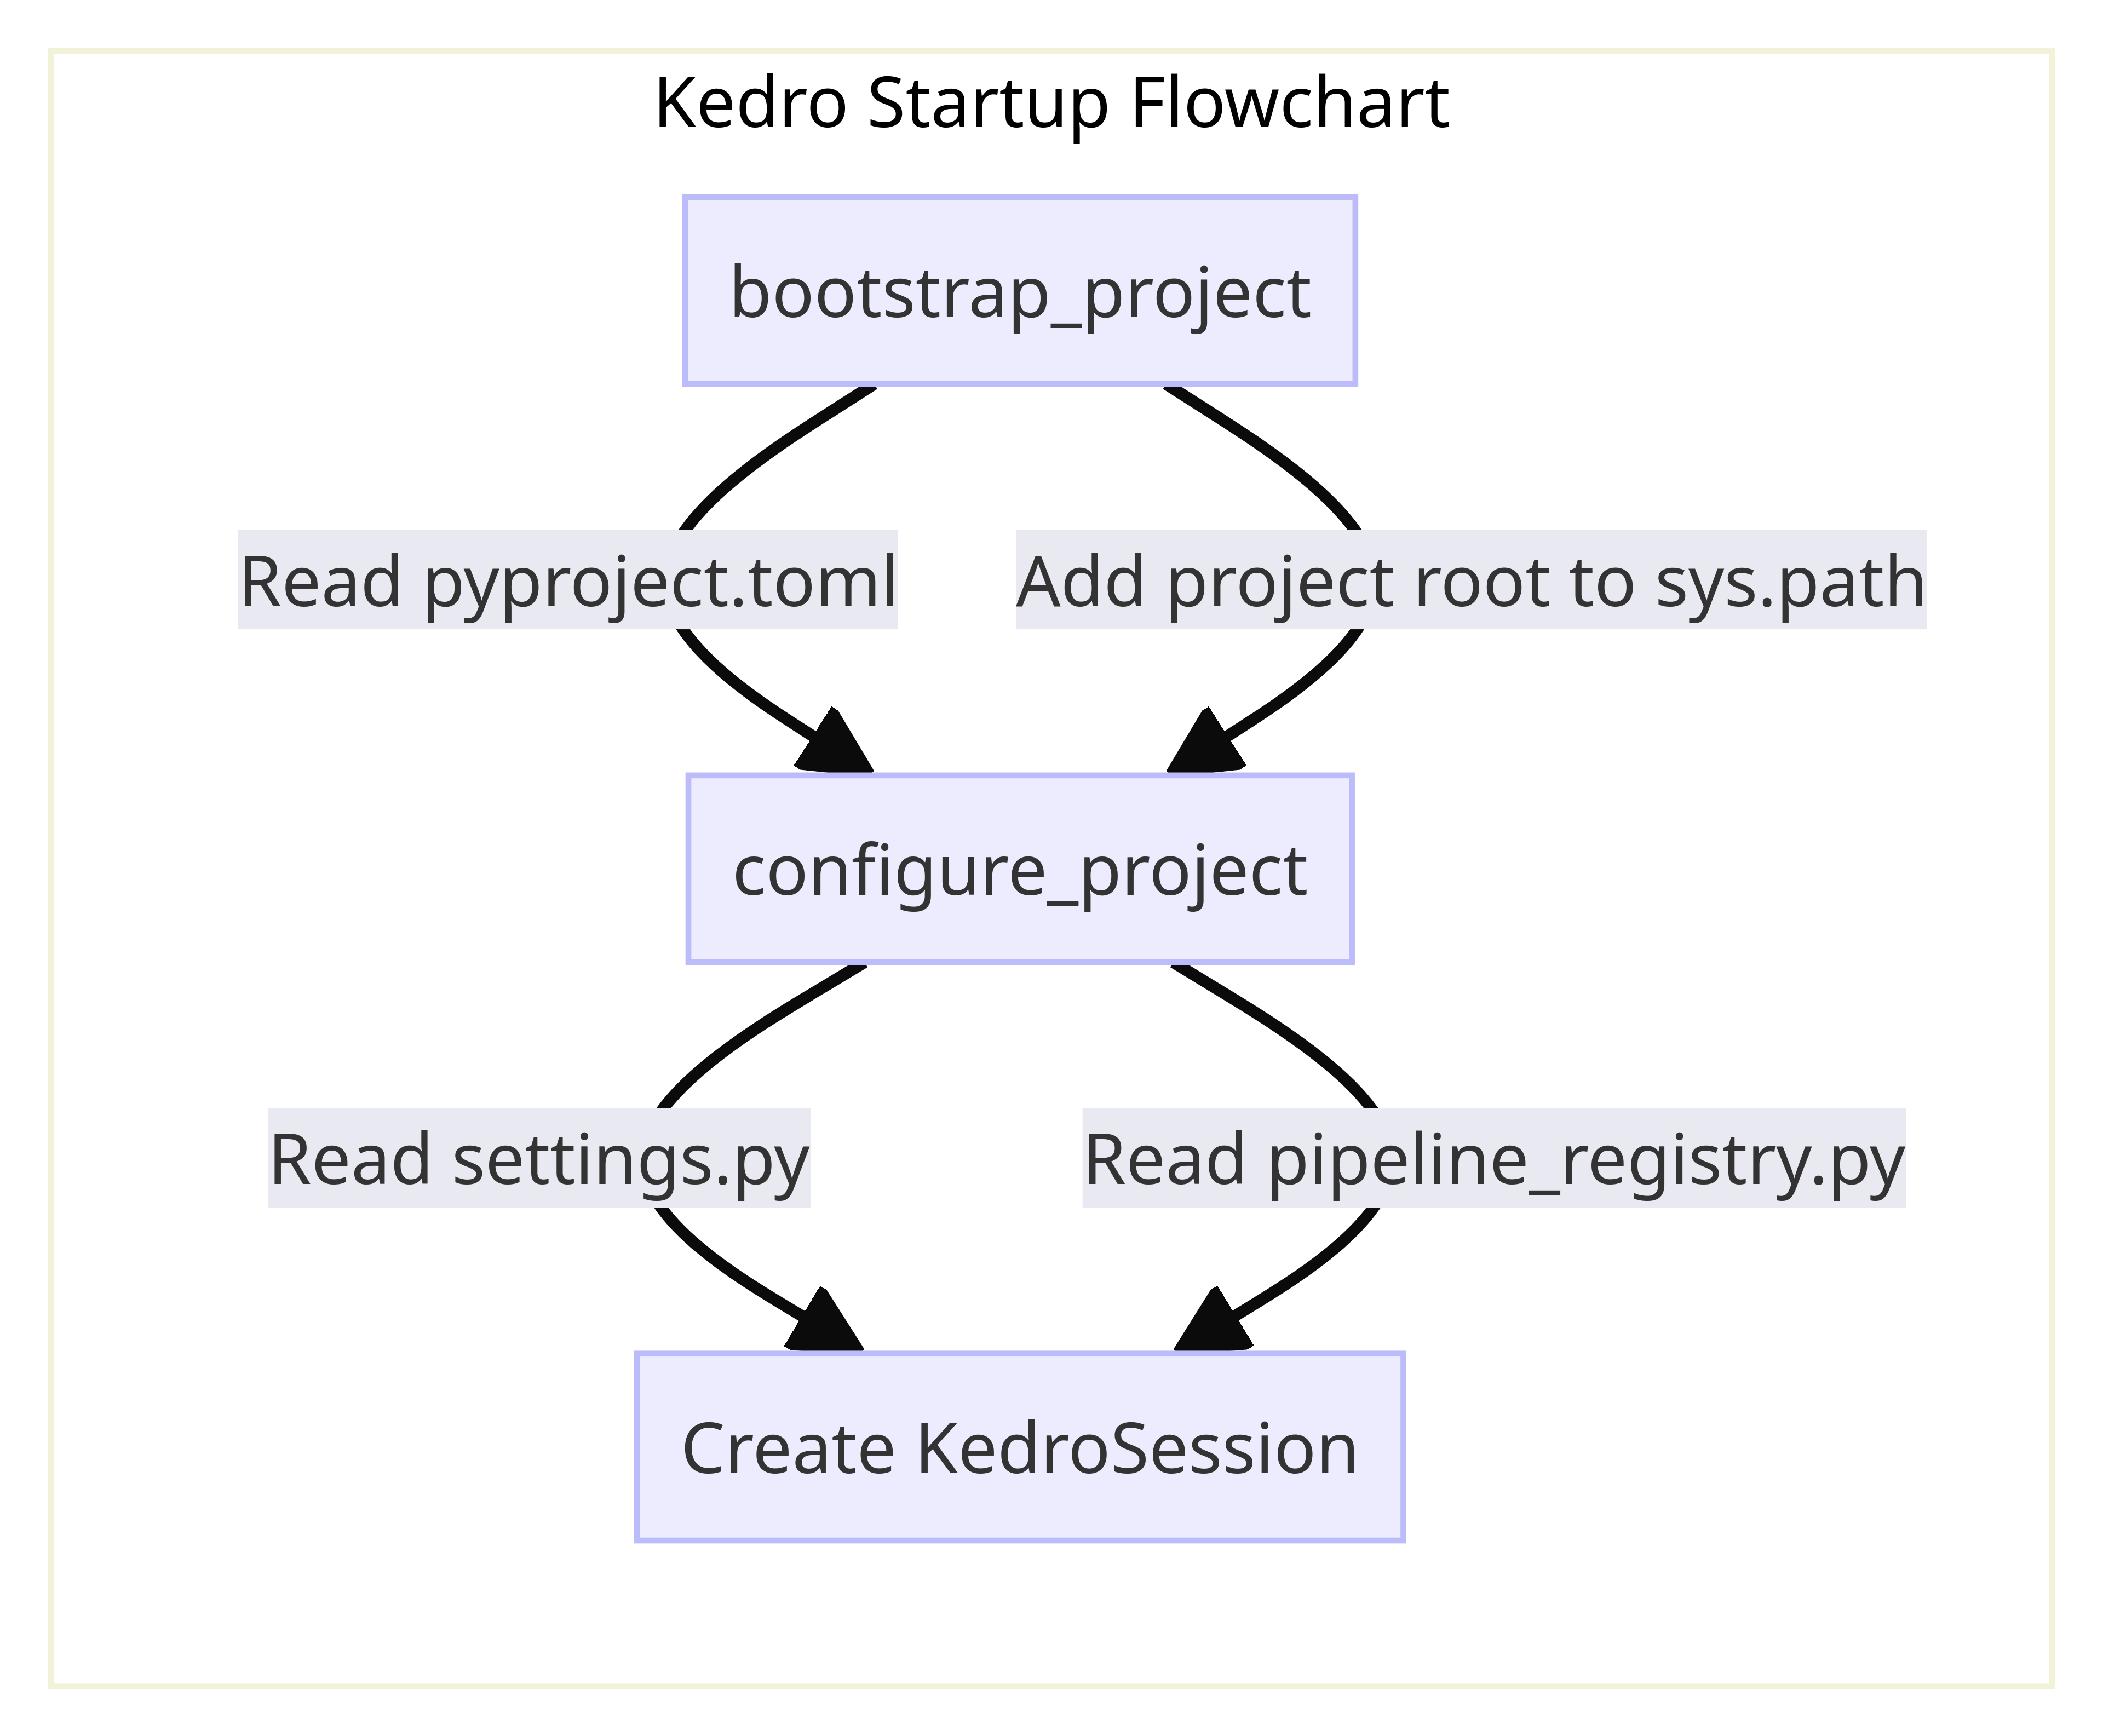 Kedro Startup Flowchart
bootstrap_project
Read pyproject.toml
Add project root to sys.path
configure_project
Read settings.py
Read pipeline_registry.py
Create KedroSession